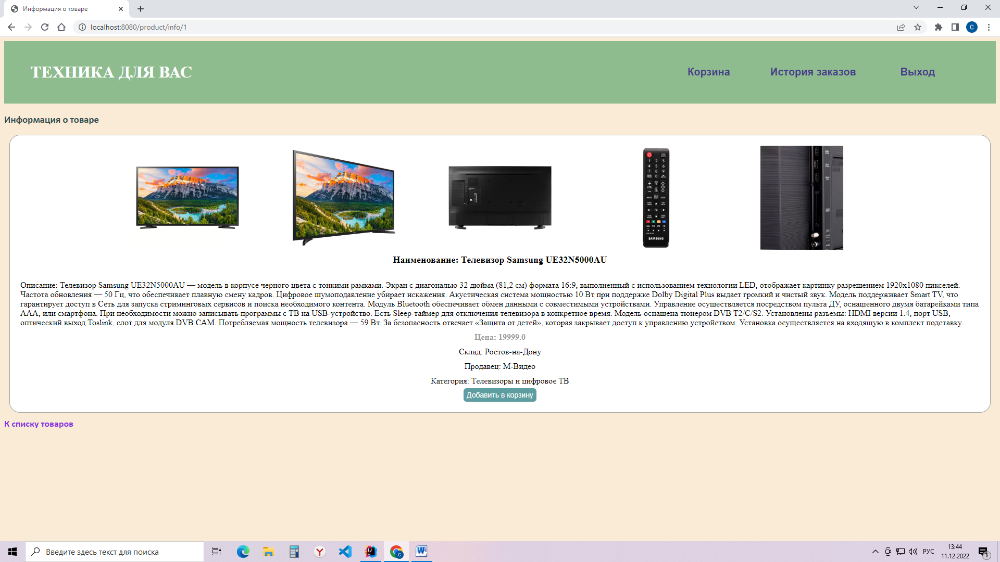 Информация о товаре
localhost:8080/product/info/1
C
ТЕХНИКА ДЛЯ ВАС
Корзина
История заказов
Выход
Информация о товаре
SAMSUNG
Наименование: Телевизор Samsung UE32N5000AU
Описание: Телевизор Samsung UE32N5000AU — модель в корпусе черного цвета с тонкими рамками. Экран с диагональю 32 дюйма (81,2 см) формата 16:9, выполненный с использованием технологии LED, отображает картинку разрешением 1920x1080 пикселей.
Частота обновления — 50 Гц, что обеспечивает плавную смену кадров. Цифровое шумоподавление убирает искажения. Акустическая система мощностью 10 Вт при поддержке Dolby Digital Plus выдает громкий и чистый звук. Модель поддерживает Smart TV, что
гарантирует доступ в Сеть для запуска стриминговых сервисов и поиска необходимого контента. Модуль Bluetooth обеспечивает обмен данными с совместимыми устройствами. Управление осуществляется посредством пульта ДУ, оснащенного двумя батарейками типа
ААА, или смартфона. При необходимости можно записывать программы с ТВ на USB-устройство. Есть Sleep-таймер для отключения телевизора в конкретное время. Модель оснащена тюнером DVB T2/C/S2. Установлены разъемы: HDMI версии 1.4, порт USB,
оптический выход Toslink, слот для модуля DVB CAM. Потребляемая мощность телевизора — 59 Вт. За безопасность отвечает «Защита от детей», которая закрывает доступ к управлению устройством. Установка осуществляется на входящую в комплект подставку.
Цена: 19999.0
Склад: Ростов-на-Дону
Продавец: М-Видео
Категория: Телевизоры и цифровое ТВ
Добавить в корзину
К списку товаров
Введите здесь текст для поиска
РУС
13:44
11.12.2022
1